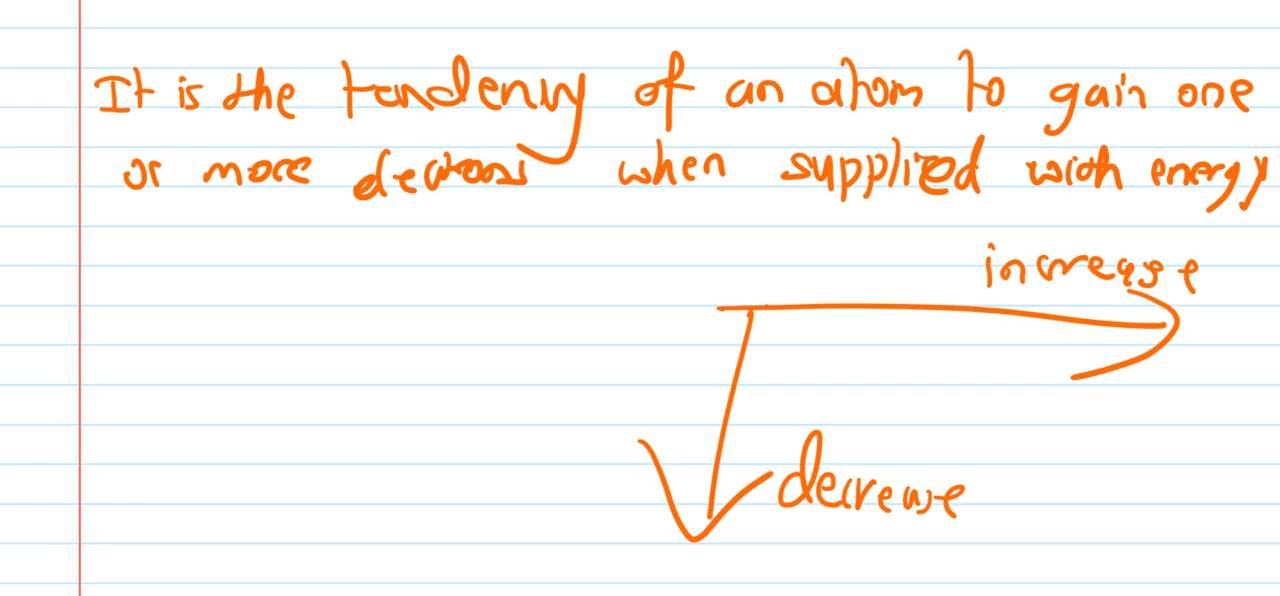 It is the tendency of an atom to gain one
or more electrons when supplied with energy
increase
decrease